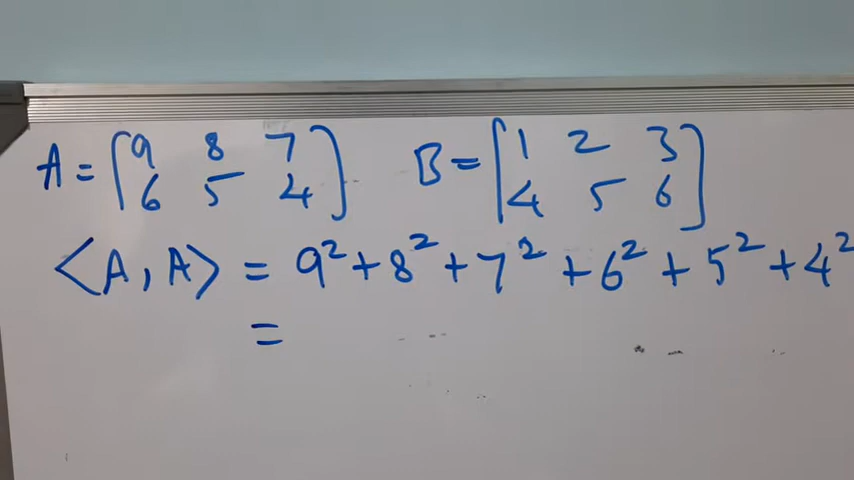 A = [9 8 7 B = [1 2 3
6 5 4] 4 5 6]
<A, A> = 9² + 8² + 7² + 6² + 5² + 4²
=